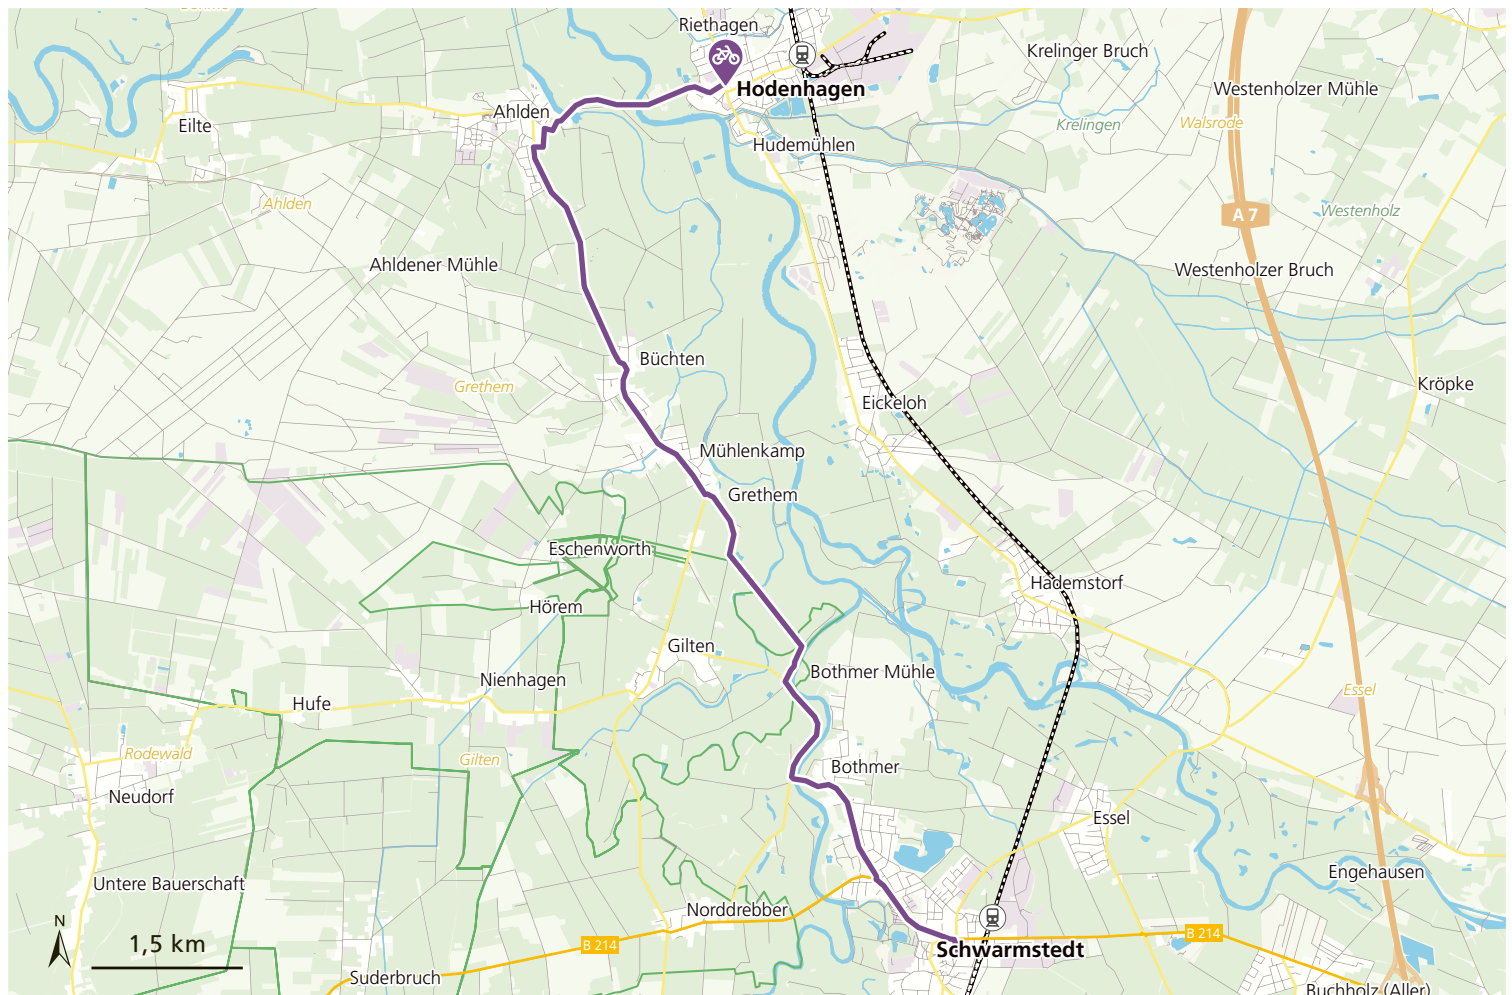 Riethagen
Krelinger Bruch
Hodenhagen
Westenholzer Mühle
Ahlden
Eilte
Krelingen
Walsrode
Hudemühlen
Ahlden
Westenholz
A 7
Ahldener Mühle
Westenholzer Bruch
Büchten
Grethem
Kröpke
Eickeloh
Mühlenkamp
Grethem
Eschenworth
Hademstorf
Hörem
Gilten
Bothmer Mühle
Nienhagen
Essel
Hufe
Rodewald
Gilten
Bothmer
Neudorf
Essel
Engehausen
Untere Bauerschaft
Norddrebber
N
B 214
B 214
1,5 km
Schwarmstedt
Suderbruch
Buchholz (Aller)